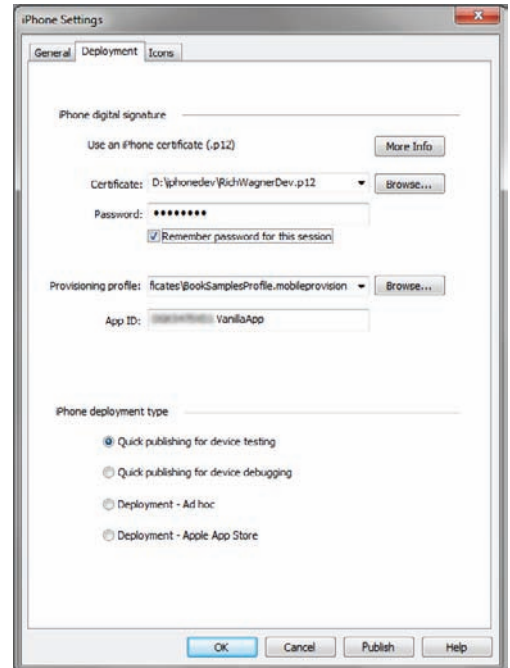 iPhone Settings
General Deployment Icons
iPhone digital signature
Use an iPhone certificate (.p12) More Info
Certificate: D:\iphonedev\RichWagnerDev.p12 Browse...
Password: ••••••••
Remember password for this session
Provisioning profile: ficates\BookSamplesProfile.mobileprovision Browse...
App ID: VanillaApp
iPhone deployment type
Quick publishing for device testing
Quick publishing for device debugging
Deployment - Ad hoc
Deployment - Apple App Store
OK Cancel Publish Help